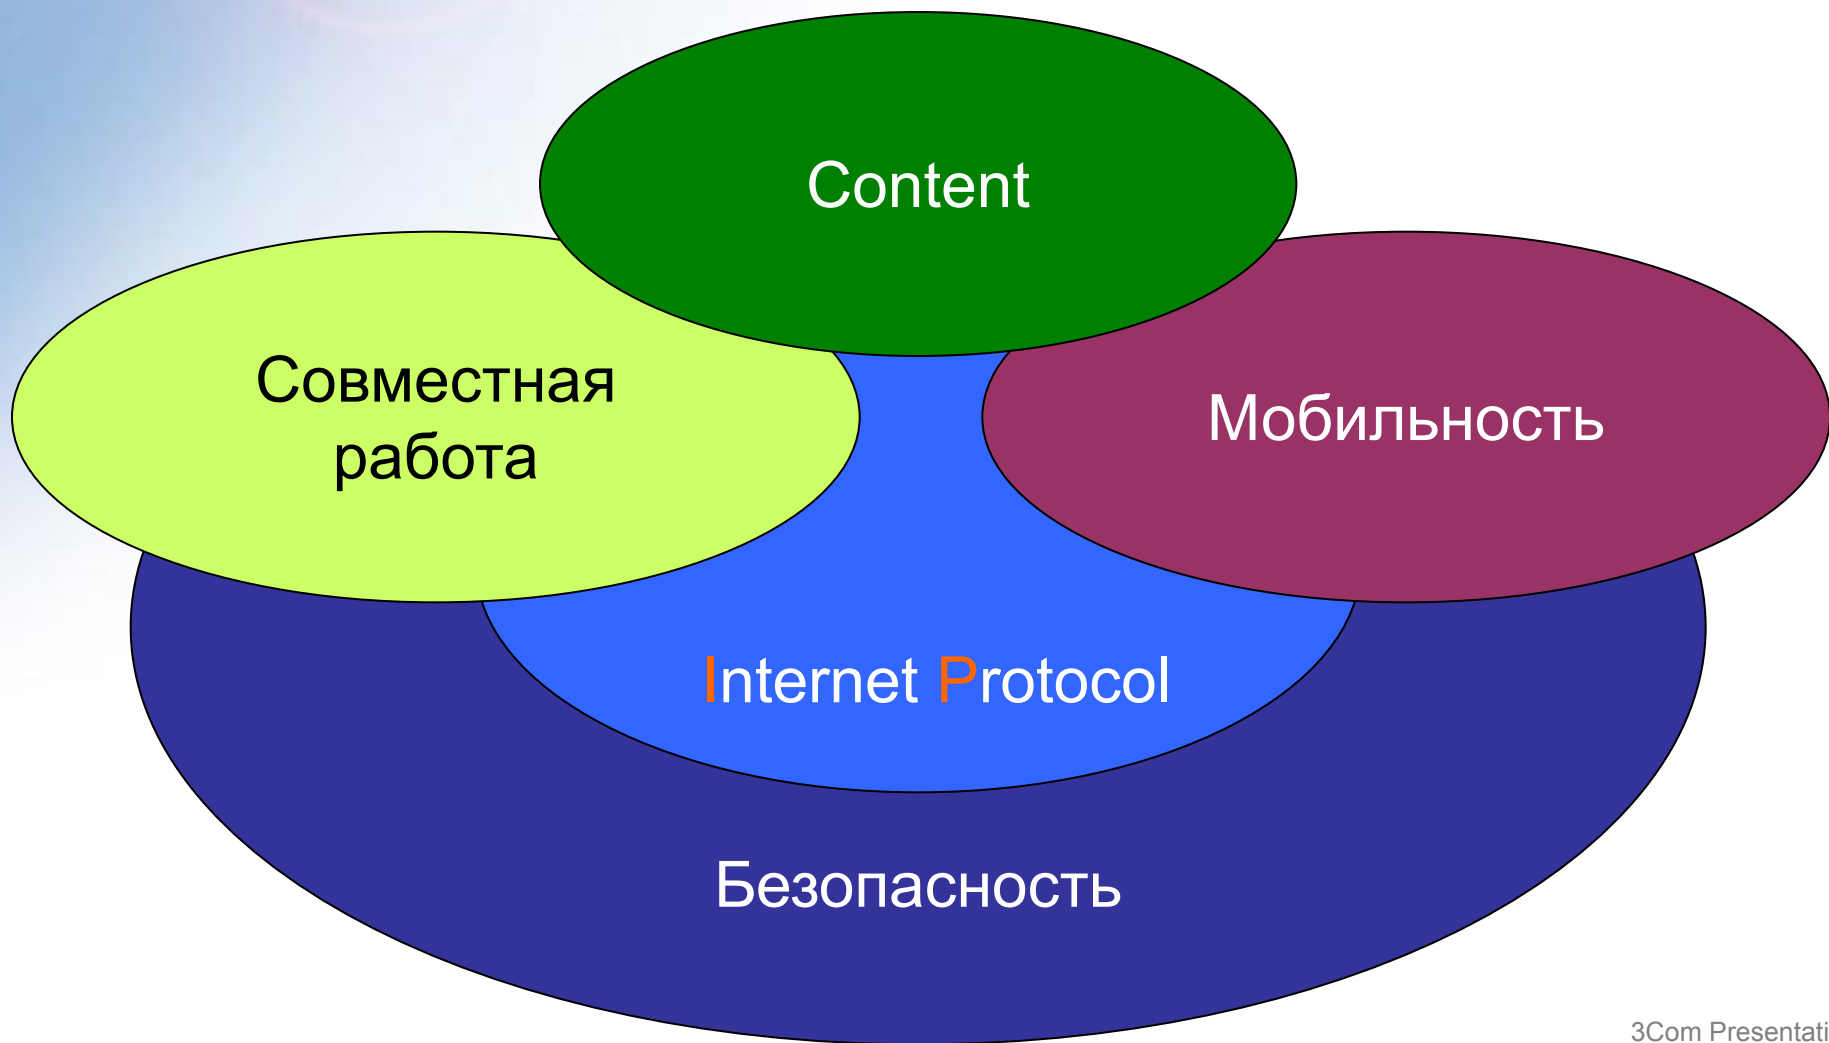 Content
Совместная
работа
Мобильность
Internet Protocol
Безопасность
3Com Presentati